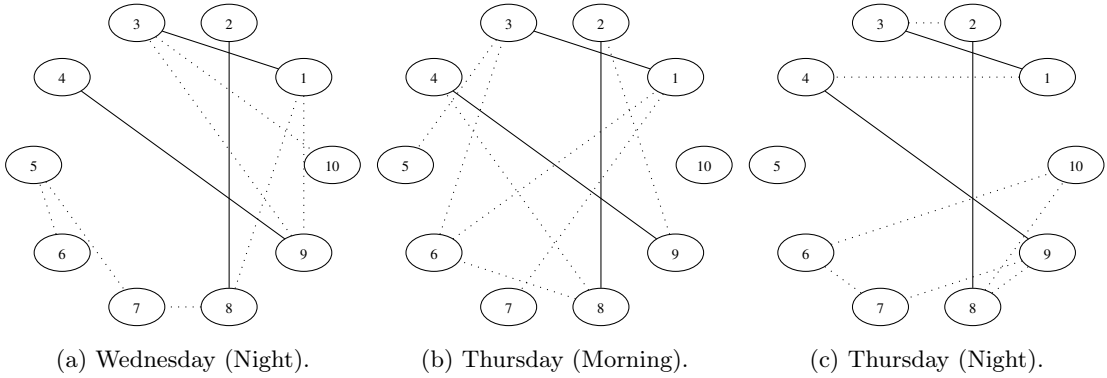 3 2 3 2 3 2
4 1 4 1 4 1
5 10 5 10 5 10
6 9 6 9 6 9
7 8 7 8 7 8
(a) Wednesday (Night). (b) Thursday (Morning). (c) Thursday (Night).